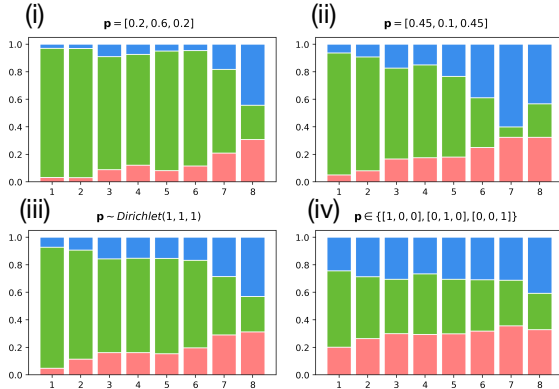 (i)
p = [0.2, 0.6, 0.2]
1.0
0.8
0.6
0.4
0.2
0.0
1 2 3 4 5 6 7 8
(ii)
p = [0.45, 0.1, 0.45]
1.0
0.8
0.6
0.4
0.2
0.0
1 2 3 4 5 6 7 8
(iii)
p ~ Dirichlet(1, 1, 1)
1.0
0.8
0.6
0.4
0.2
0.0
1 2 3 4 5 6 7 8
(iv)
p ∈ {[1, 0, 0], [0, 1, 0], [0, 0, 1]}
1.0
0.8
0.6
0.4
0.2
0.0
1 2 3 4 5 6 7 8